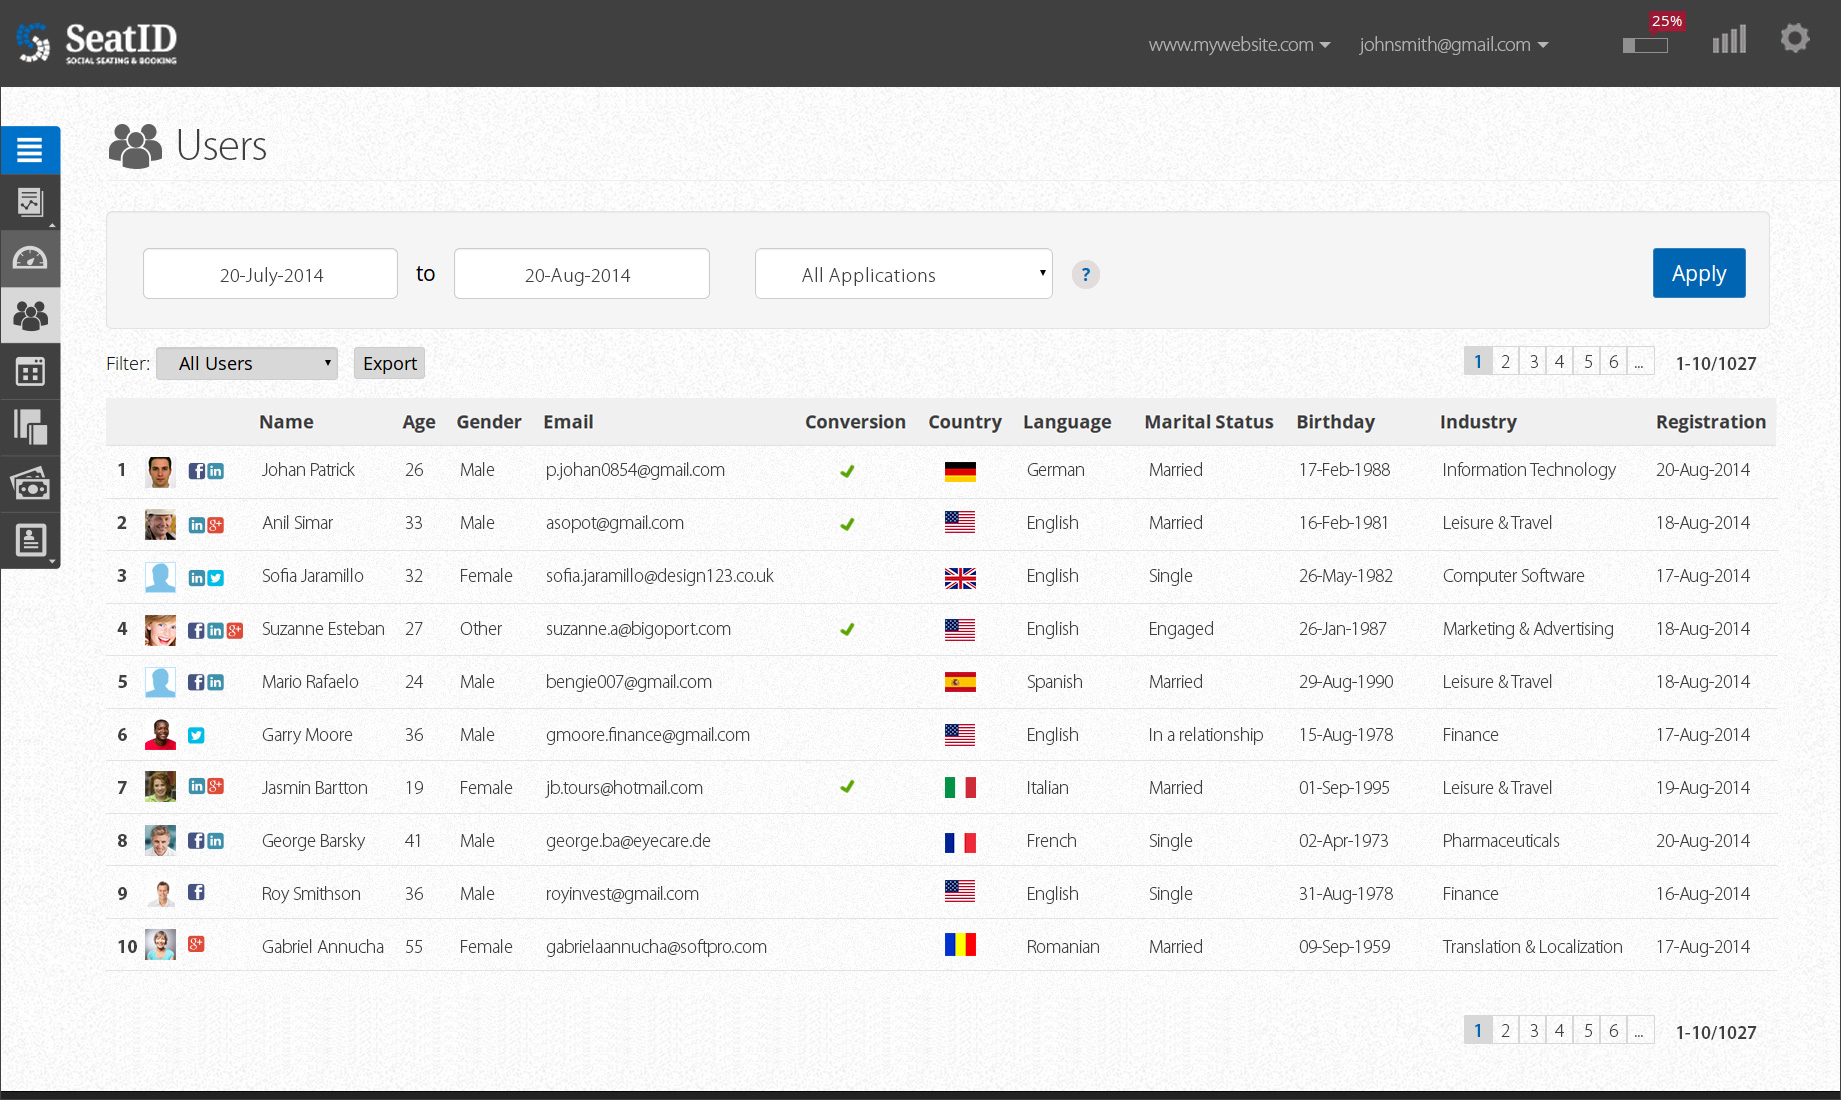 SeatID
SOCIAL SEATING & BOOKING
www.mywebsite.com
johnsmith@gmail.com
25%
Users
20-July-2014 to 20-Aug-2014 All Applications ? Apply
Filter: All Users Export 1 2 3 4 5 6 ... 1-10/1027
Name Age Gender Email Conversion Country Language Marital Status Birthday Industry Registration
1 Johan Patrick 26 Male p.johan0854@gmail.com German Married 17-Feb-1988 Information Technology 20-Aug-2014
2 Anil Simar 33 Male asopot@gmail.com English Married 16-Feb-1981 Leisure & Travel 18-Aug-2014
3 Sofia Jaramillo 32 Female sofia.jaramillo@design123.co.uk English Single 26-May-1982 Computer Software 17-Aug-2014
4 Suzanne Esteban 27 Other suzanne.a@bigoport.com English Engaged 26-Jan-1987 Marketing & Advertising 18-Aug-2014
5 Mario Rafaelo 24 Male bengie007@gmail.com Spanish Married 29-Aug-1990 Leisure & Travel 18-Aug-2014
6 Garry Moore 36 Male gmoore.finance@gmail.com English In a relationship 15-Aug-1978 Finance 17-Aug-2014
7 Jasmin Bartton 19 Female jb.tours@hotmail.com Italian Married 01-Sep-1995 Leisure & Travel 19-Aug-2014
8 George Barsky 41 Male george.ba@eyecare.de French Single 02-Apr-1973 Pharmaceuticals 20-Aug-2014
9 Roy Smithson 36 Male royinvest@gmail.com English Single 31-Aug-1978 Finance 16-Aug-2014
10 Gabriel Annucha 55 Female gabrielaannucha@softpro.com Romanian Married 09-Sep-1959 Translation & Localization 17-Aug-2014
1 2 3 4 5 6 ... 1-10/1027